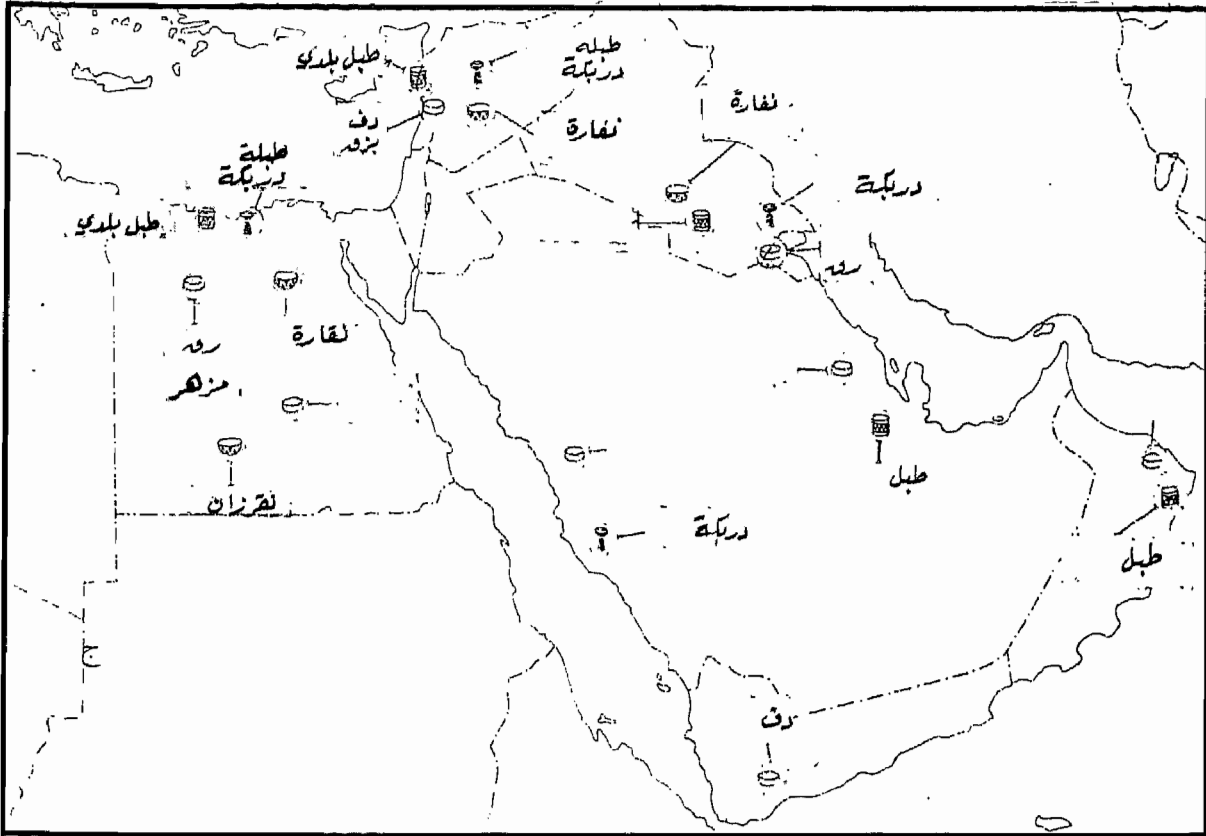 طبل بلدي
طبلة
دربكة
دف
بزق
نقارة
نقارة
طبلة
دربكة
طبل بلدي
دربكة
رق
رق
مزهر
نقارة
نقرزان
طبل
طبل
دربكة
دف
ج